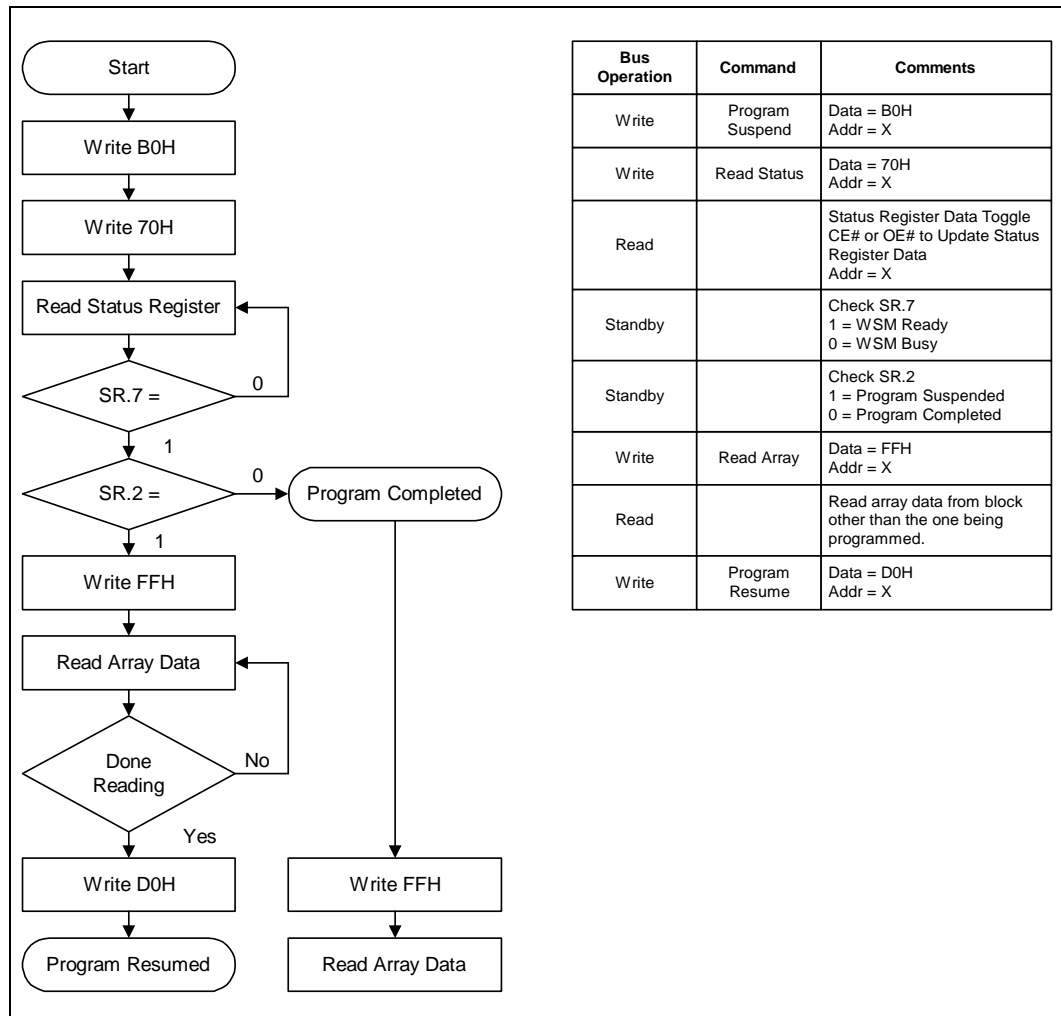 Start
Write B0H
Write 70H
Read Status Register
SR.7 =
0
1
SR.2 =
0
Program Completed
1
Write FFH
Read Array Data
Done
Reading
No
Yes
Write D0H
Write FFH
Program Resumed
Read Array Data
Bus
Operation
Command
Comments
Write
Program
Suspend
Data = B0H
Addr = X
Write
Read Status
Data = 70H
Addr = X
Read
Status Register Data Toggle
CE# or OE# to Update Status
Register Data
Addr = X
Standby
Check SR.7
1 = WSM Ready
0 = WSM Busy
Standby
Check SR.2
1 = Program Suspended
0 = Program Completed
Write
Read Array
Data = FFH
Addr = X
Read
Read array data from block
other than the one being
programmed.
Write
Program
Resume
Data = D0H
Addr = X